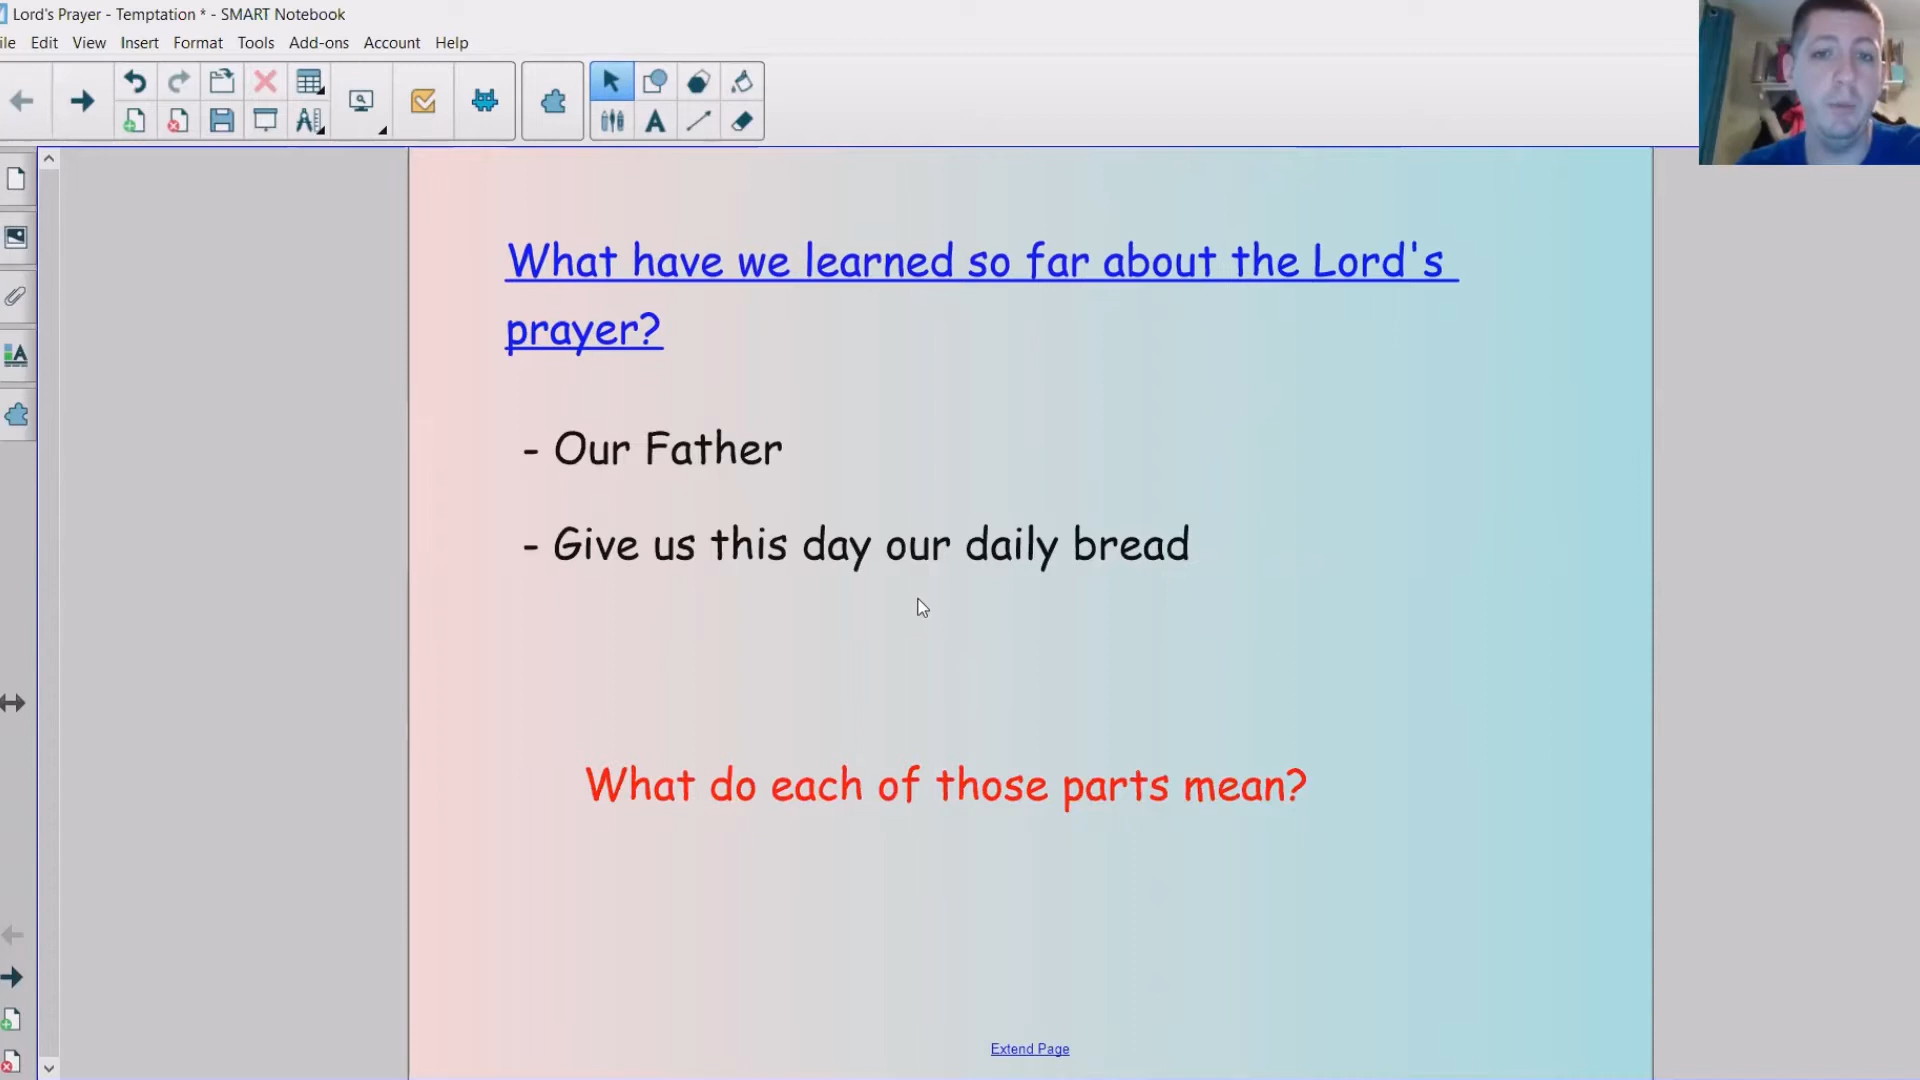 Lord's Prayer - Temptation * - SMART Notebook
ile Edit View Insert Format Tools Add-ons Account Help
What have we learned so far about the Lord's
prayer?
- Our Father
- Give us this day our daily bread
What do each of those parts mean?
Extend Page